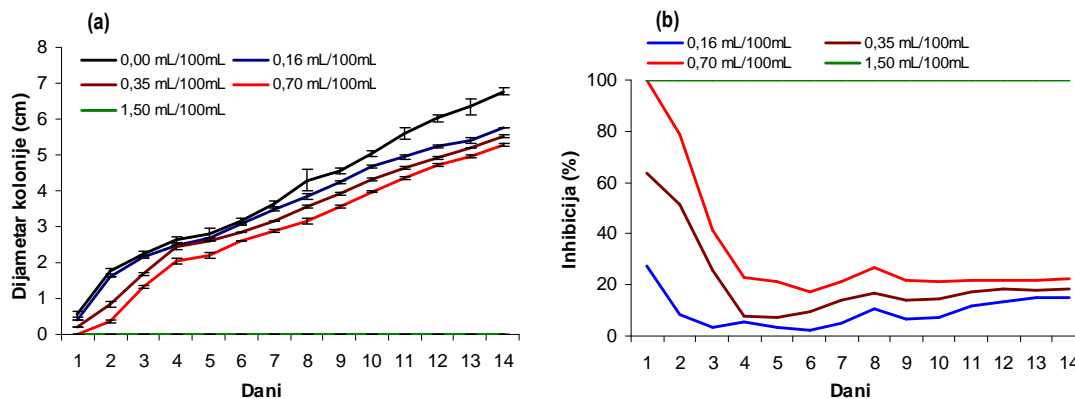 (a)
0,00 mL/100mL 0,16 mL/100mL
0,35 mL/100mL 0,70 mL/100mL
1,50 mL/100mL
Dijametar kolonije (cm)
8
7
6
5
4
3
2
1
0
1 2 3 4 5 6 7 8 9 10 11 12 13 14
Dani
(b)
0,16 mL/100mL 0,35 mL/100mL
0,70 mL/100mL 1,50 mL/100mL
Inhibicija (%)
100
80
60
40
20
0
1 2 3 4 5 6 7 8 9 10 11 12 13 14
Dani